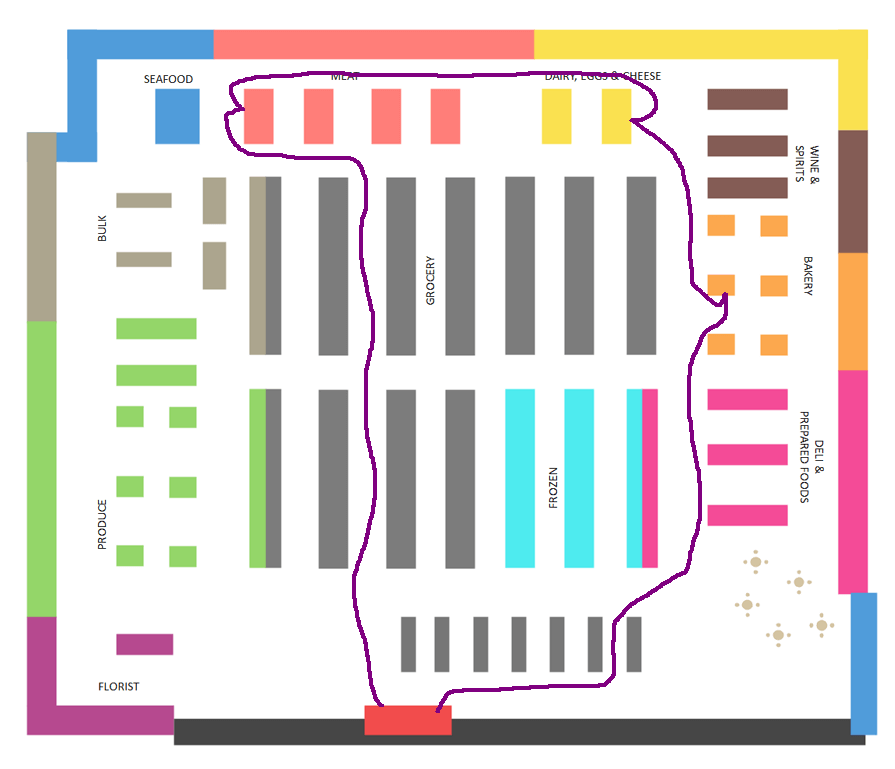 SEAFOOD
MEAT
DAIRY, EGGS & CHEESE
WINE &
SPIRITS
BULK
GROCERY
BAKERY
DELI &
PREPARED FOODS
FROZEN
PRODUCE
FLORIST